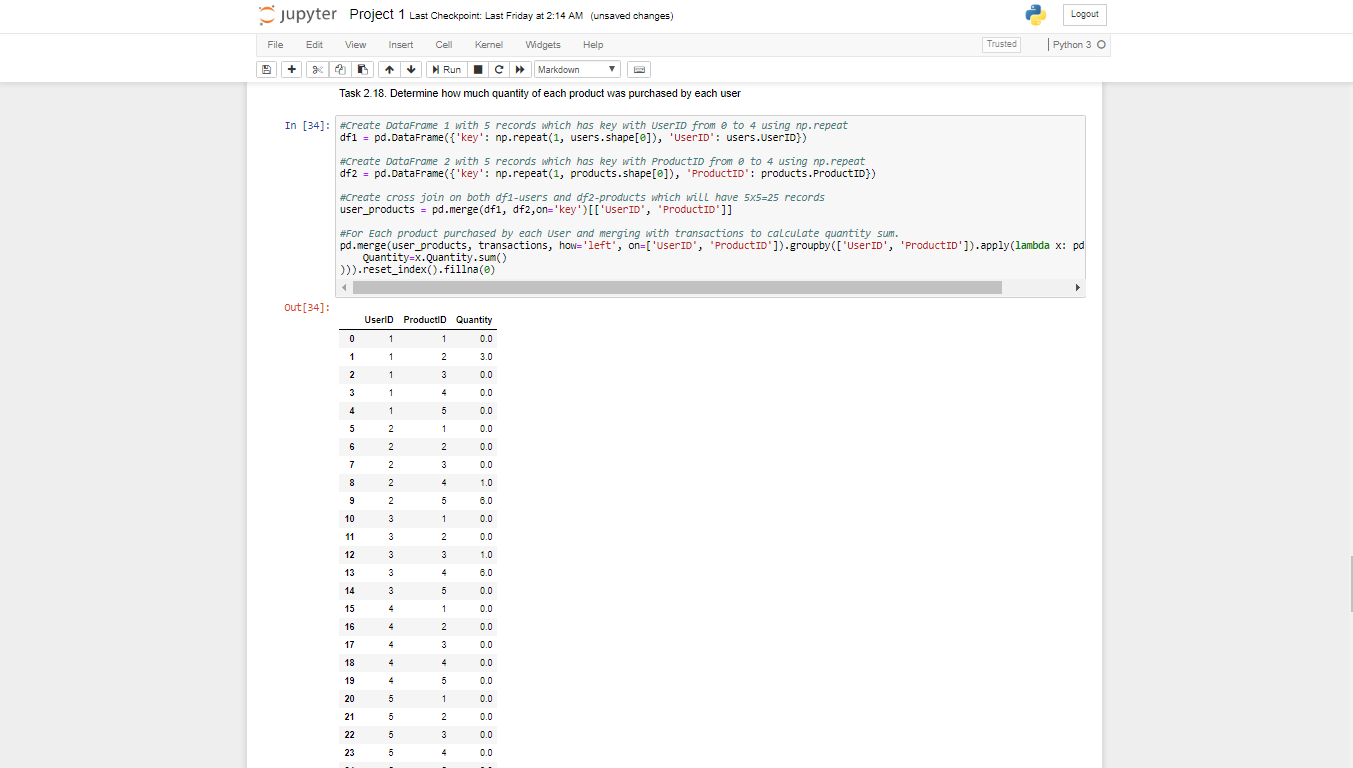 jupyter Project 1 Last Checkpoint: Last Friday at 2:14 AM (unsaved changes)
Logout
File Edit View Insert Cell Kernel Widgets Help
Trusted
Python 3
Run
Markdown
Task 2.18. Determine how much quantity of each product was purchased by each user
In [34]:
#Create DataFrame 1 with 5 records which has key with UserID from 0 to 4 using np.repeat
df1 = pd.DataFrame({'key': np.repeat(1, users.shape[0]), 'UserID': users.UserID})
#Create DataFrame 2 with 5 records which has key with ProductID from 0 to 4 using np.repeat
df2 = pd.DataFrame({'key': np.repeat(1, products.shape[0]), 'ProductID': products.ProductID})
#Create cross join on both df1-users and df2-products which will have 5x5=25 records
user_products = pd.merge(df1, df2,on='key')[['UserID', 'ProductID']]
#For Each product purchased by each User and merging with transactions to calculate quantity sum.
pd.merge(user_products, transactions, how='left', on=['UserID', 'ProductID']).groupby(['UserID', 'ProductID']).apply(lambda x: pd
Quantity=x.Quantity.sum()
))).reset_index().fillna(0)
Out[34]:
UserID ProductID Quantity
0 1 1 0.0
1 1 2 3.0
2 1 3 0.0
3 1 4 0.0
4 1 5 0.0
5 2 1 0.0
6 2 2 0.0
7 2 3 0.0
8 2 4 1.0
9 2 5 6.0
10 3 1 0.0
11 3 2 0.0
12 3 3 1.0
13 3 4 6.0
14 3 5 0.0
15 4 1 0.0
16 4 2 0.0
17 4 3 0.0
18 4 4 0.0
19 4 5 0.0
20 5 1 0.0
21 5 2 0.0
22 5 3 0.0
23 5 4 0.0